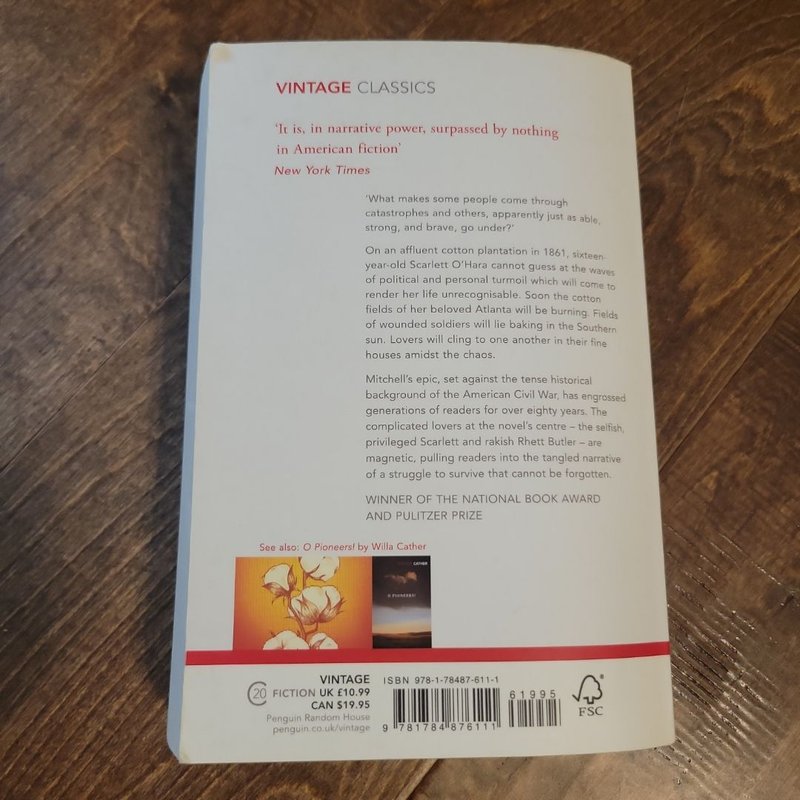 VINTAGE CLASSICS
‘It is, in narrative power, surpassed by nothing
in American fiction’
New York Times
‘What makes some people come through
catastrophes and others, apparently just as able,
strong, and brave, go under?’
On an affluent cotton plantation in 1861, sixteen-
year-old Scarlett O’Hara cannot guess at the waves
of political and personal turmoil which will come to
render her life unrecognisable. Soon the cotton
fields of her beloved Atlanta will be burning. Fields
of wounded soldiers will lie baking in the Southern
sun. Lovers will cling to one another in their fine
houses amidst the chaos.
Mitchell’s epic, set against the tense historical
background of the American Civil War, has engrossed
generations of readers for over eighty years. The
complicated lovers at the novel’s centre – the selfish,
privileged Scarlett and rakish Rhett Butler – are
magnetic, pulling readers into the tangled narrative
of a struggle to survive that cannot be forgotten.
WINNER OF THE NATIONAL BOOK AWARD
AND PULITZER PRIZE
See also: O Pioneers! by Willa Cather
CATHER
O PIONEERS!
VINTAGE
C20 FICTION UK £10.99
CAN $19.95
Penguin Random House
penguin.co.uk/vintage
ISBN 978-1-78487-611-1
61995
9 781784 876111
FSC